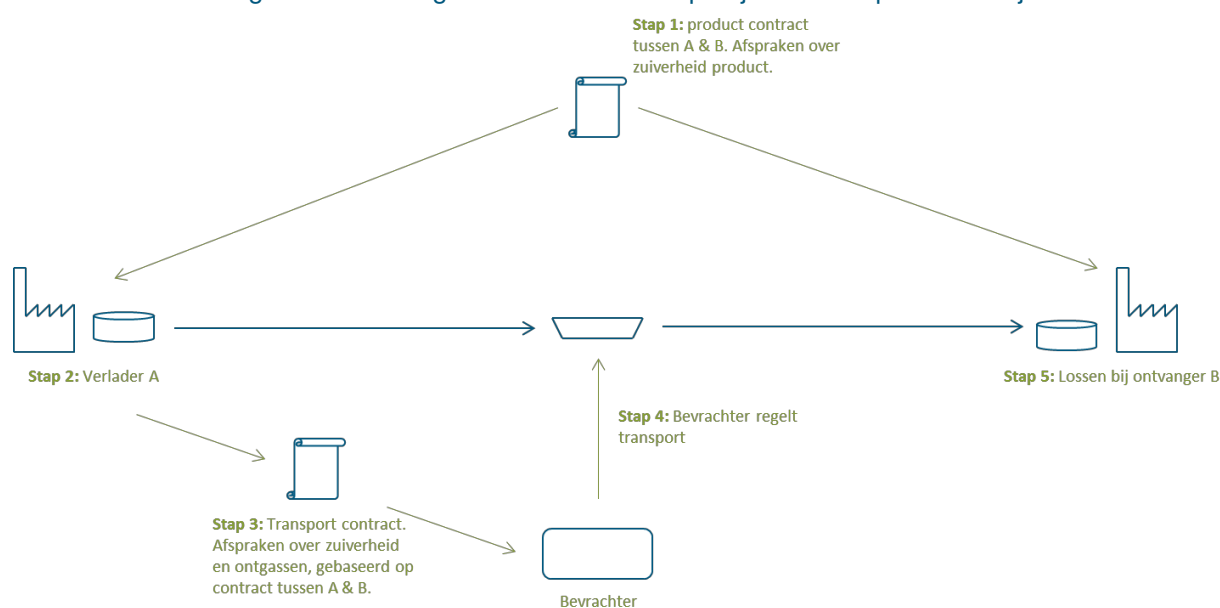 Stap 1: product contract
tussen A & B. Afspraken over
zuiverheid product.
Stap 2: Verlader A
Stap 5: Lossen bij ontvanger B
Stap 4: Bevrachter regelt
transport
Stap 3: Transport contract.
Afspraken over zuiverheid
en ontgassen, gebaseerd op
contract tussen A & B.
Bevrachter